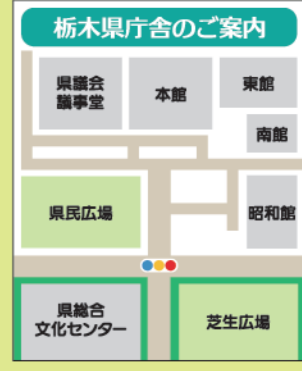 栃木県庁舎のご案内
県議会
議事堂
本館
東館
南館
県民広場
昭和館
県総合
文化センター
芝生広場